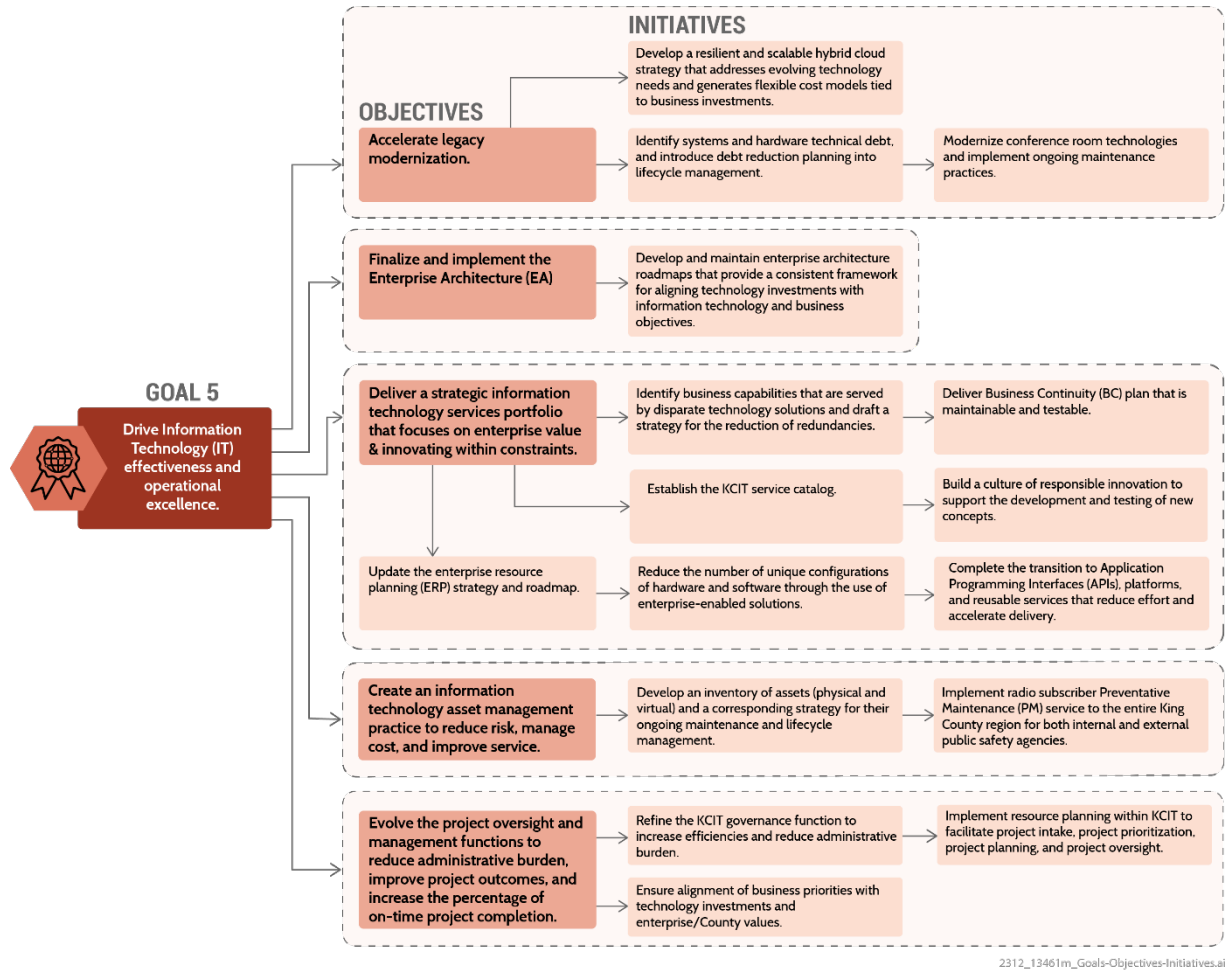 INITIATIVES
Develop a resilient and scalable hybrid cloud
strategy that addresses evolving technology
needs and generates flexible cost models tied
to business investments.
OBJECTIVES
Accelerate legacy
modernization.
Identify systems and hardware technical debt,
and introduce debt reduction planning into
lifecycle management.
Modernize conference room technologies
and implement ongoing maintenance
practices.
Finalize and implement the
Enterprise Architecture (EA)
Develop and maintain enterprise architecture
roadmaps that provide a consistent framework
for aligning technology investments with
information technology and business
objectives.
GOAL 5
Drive Information
Technology (IT)
effectiveness and
operational
excellence.
Deliver a strategic information
technology services portfolio
that focuses on enterprise value
& innovating within constraints.
Identify business capabilities that are served
by disparate technology solutions and draft a
strategy for the reduction of redundancies.
Deliver Business Continuity (BC) plan that is
maintainable and testable.
Establish the KCIT service catalog.
Build a culture of responsible innovation to
support the development and testing of new
concepts.
Update the enterprise resource
planning (ERP) strategy and roadmap.
Reduce the number of unique configurations
of hardware and software through the use of
enterprise-enabled solutions.
Complete the transition to Application
Programming Interfaces (APIs), platforms,
and reusable services that reduce effort and
accelerate delivery.
Create an information
technology asset management
practice to reduce risk, manage
cost, and improve service.
Develop an inventory of assets (physical and
virtual) and a corresponding strategy for their
ongoing maintenance and lifecycle
management.
Implement radio subscriber Preventative
Maintenance (PM) service to the entire King
County region for both internal and external
public safety agencies.
Evolve the project oversight and
management functions to
reduce administrative burden,
improve project outcomes, and
increase the percentage of
on-time project completion.
Refine the KCIT governance function to
increase efficiencies and reduce administrative
burden.
Implement resource planning within KCIT to
facilitate project intake, project prioritization,
project planning, and project oversight.
Ensure alignment of business priorities with
technology investments and
enterprise/County values.
2312_13461m_Goals-Objectives-Initiatives.ai